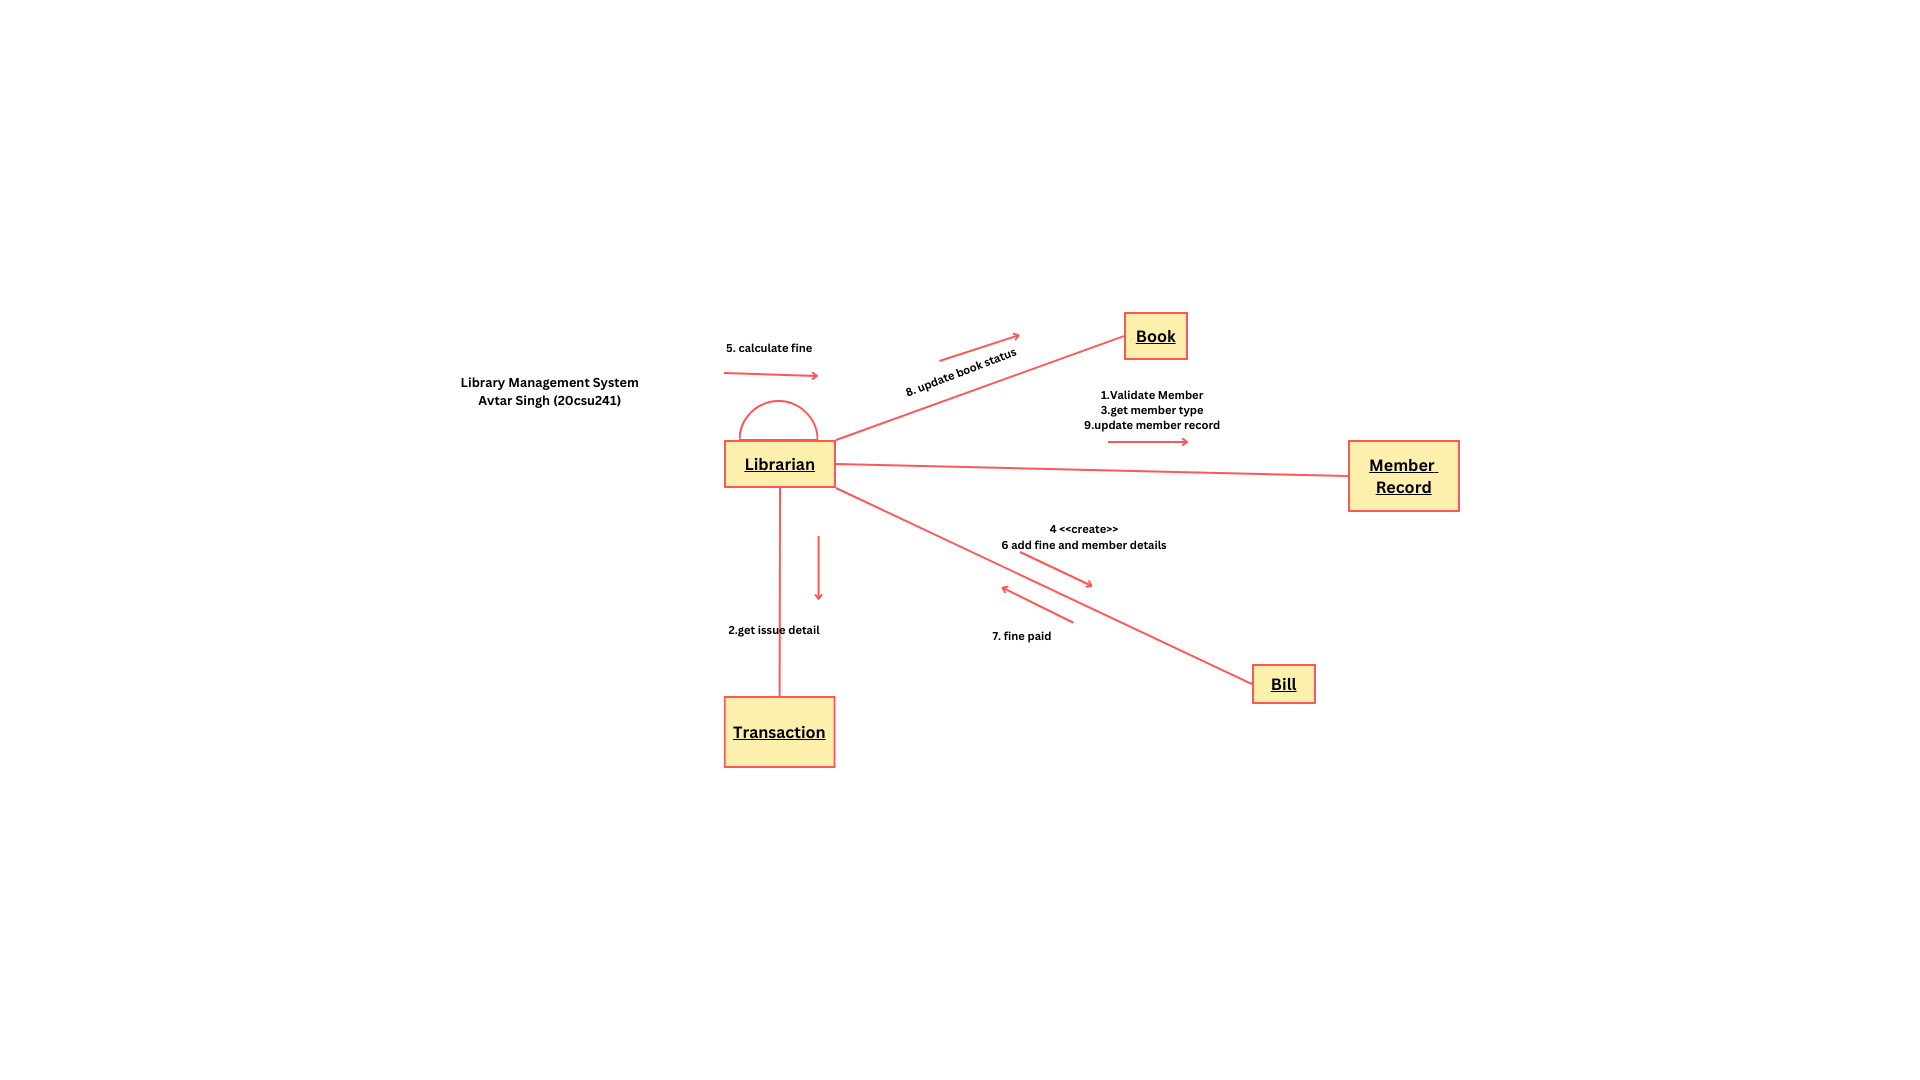 Library Management System
Avtar Singh (20csu241)
5. calculate fine
8. update book status
Book
1.Validate Member
3.get member type
9.update member record
Librarian
Member
Record
4 <<create>>
6 add fine and member details
2.get issue detail
7. fine paid
Bill
Transaction